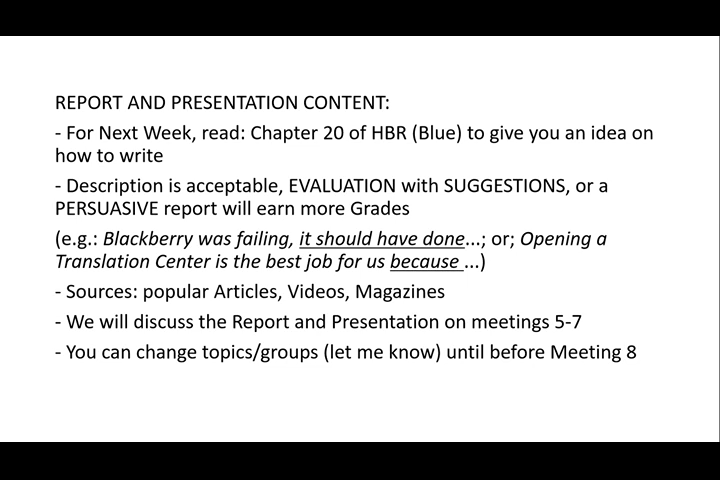 REPORT AND PRESENTATION CONTENT:
- For Next Week, read: Chapter 20 of HBR (Blue) to give you an idea on
how to write
- Description is acceptable, EVALUATION with SUGGESTIONS, or a
PERSUASIVE report will earn more Grades
(e.g.: Blackberry was failing, it should have done...; or; Opening a
Translation Center is the best job for us because ...)
- Sources: popular Articles, Videos, Magazines
- We will discuss the Report and Presentation on meetings 5-7
- You can change topics/groups (let me know) until before Meeting 8